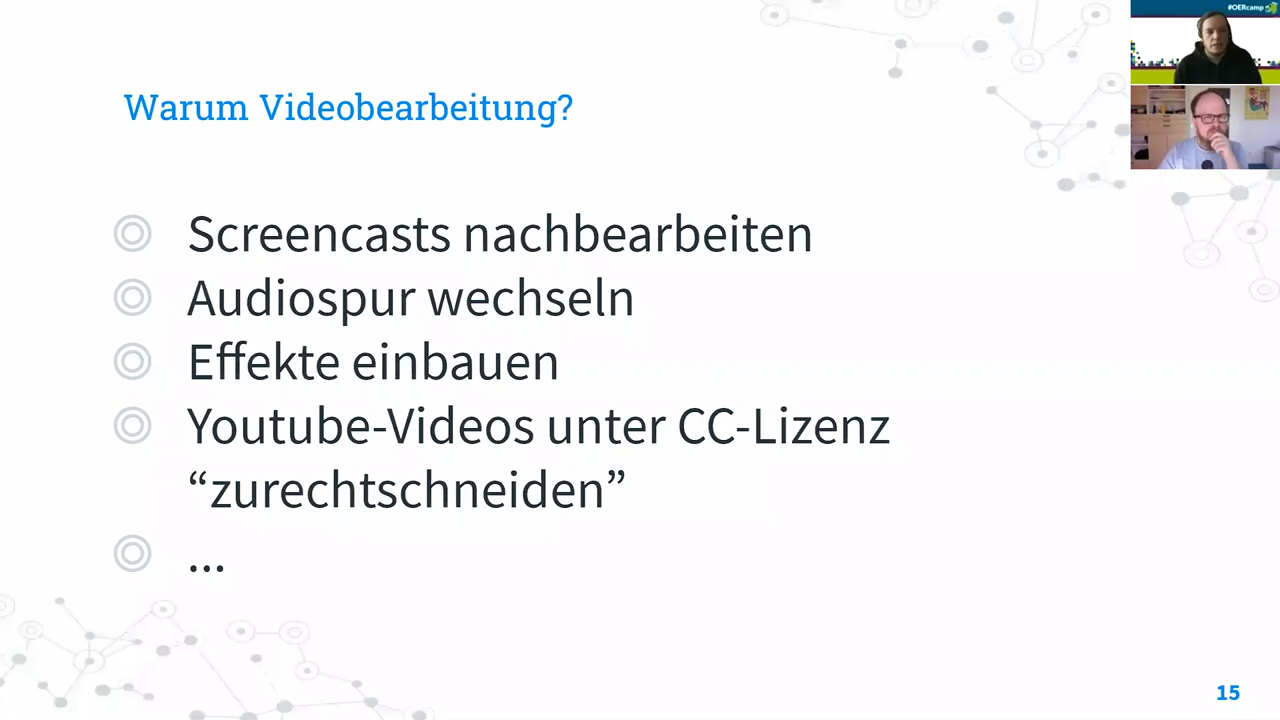 #OERcamp
Warum Videobearbeitung?
Screencasts nachbearbeiten
Audiospur wechseln
Effekte einbauen
Youtube-Videos unter CC-Lizenz
“zurechtschneiden”
...
15